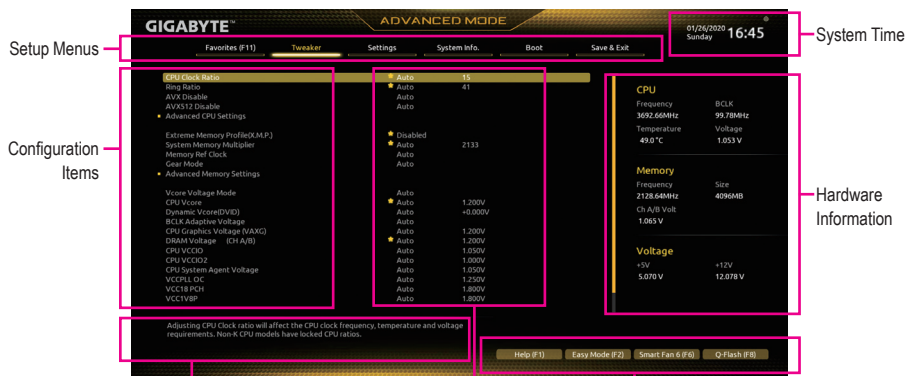 GIGABYTE™
ADVANCED MODE
01/26/2020
Sunday
16:45
System Time
Setup Menus
Favorites (F11) Tweaker Settings System Info. Boot Save & Exit
Configuration
Items
CPU Clock Ratio Auto 15
Ring Ratio Auto 41
AVX Disable Auto
AVX512 Disable Auto
Advanced CPU Settings
Extreme Memory Profile(X.M.P.) Disabled
System Memory Multiplier Auto 2133
Memory Ref Clock Auto
Gear Mode Auto
Advanced Memory Settings
Vcore Voltage Mode Auto
CPU Vcore Auto 1.200V
Dynamic Vcore(DVID) Auto +0.000V
BCLK Adaptive Voltage Auto
CPU Graphics Voltage (VAXG) Auto 1.200V
DRAM Voltage (CH A/B) Auto 1.200V
CPU VCCIO Auto 1.050V
CPU VCCIO2 Auto 1.000V
CPU System Agent Voltage Auto 1.050V
VCCPLL OC Auto 1.250V
VCC18 PCH Auto 1.800V
VCC1V8P Auto 1.800V
CPU
Frequency BCLK
3692.66MHz 99.78MHz
Temperature Voltage
49.0 °C 1.053 V
Memory
Frequency Size
2128.64MHz 4096MB
Ch A/B Volt
1.065 V
Voltage
+5V +12V
5.070 V 12.078 V
Hardware
Information
Adjusting CPU Clock ratio will affect the CPU clock frequency, temperature and voltage
requirements. Non-K CPU models have locked CPU ratios.
Help (F1) Easy Mode (F2) Smart Fan 6 (F6) Q-Flash (F8)